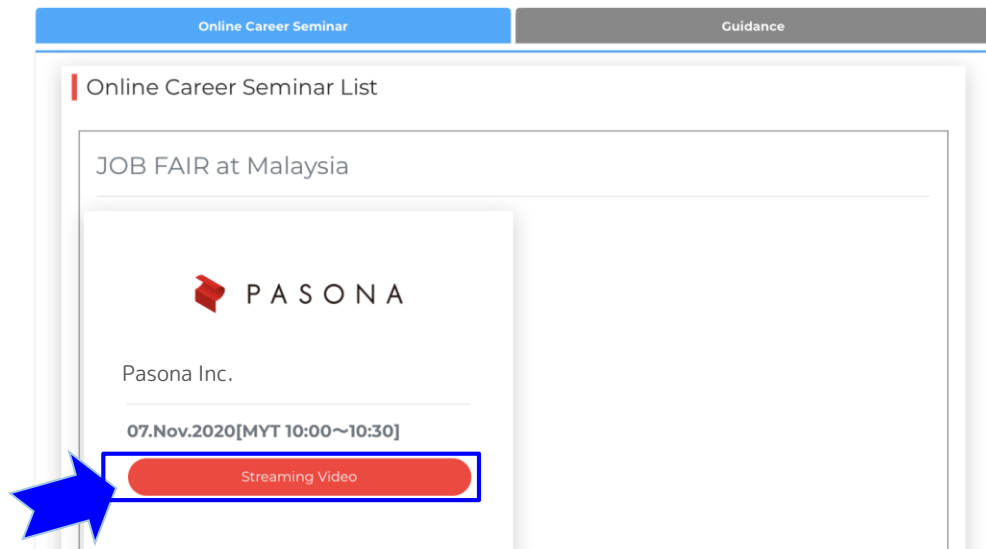 Online Career Seminar
Guidance
Online Career Seminar List
JOB FAIR at Malaysia
PASONA
Pasona Inc.
07.Nov.2020[MYT 10:00〜10:30]
Streaming Video